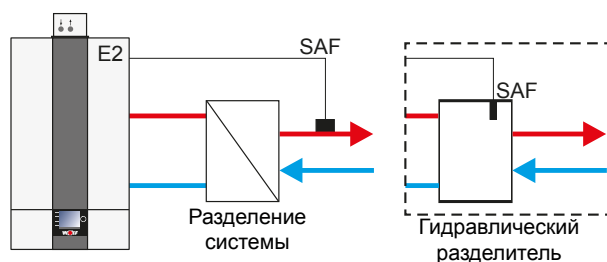 E2
SAF
SAF
Разделение
системы
Гидравлический
разделитель